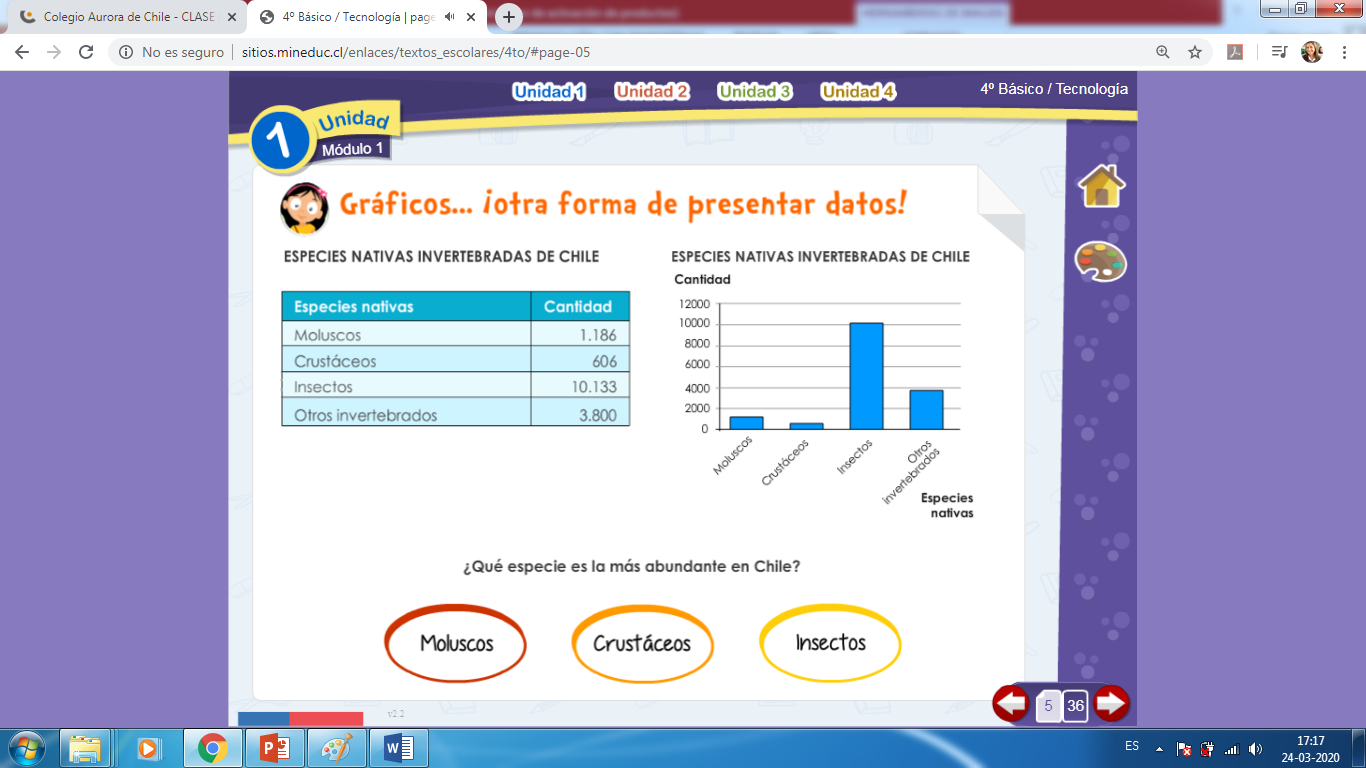 Colegio Aurora de Chile - CLASE
4º Básico / Tecnología | page
No es seguro
sitios.mineduc.cl/enlaces/textos_escolares/4to/#page-05
Unidad 1
Unidad 2
Unidad 3
Unidad 4
4º Básico / Tecnología
1
Unidad
Módulo 1
Gráficos... ¡otra forma de presentar datos!
ESPECIES NATIVAS INVERTEBRADAS DE CHILE
Especies nativas Cantidad
Moluscos 1.186
Crustáceos 606
Insectos 10.133
Otros invertebrados 3.800
ESPECIES NATIVAS INVERTEBRADAS DE CHILE
Cantidad
12000
10000
8000
6000
4000
2000
0
Moluscos
Crustáceos
Insectos
Otros
invertebrados
Especies
nativas
¿Qué especie es la más abundante en Chile?
Moluscos
Crustáceos
Insectos
5
36
v2.2
ES
17:17
24-03-2020